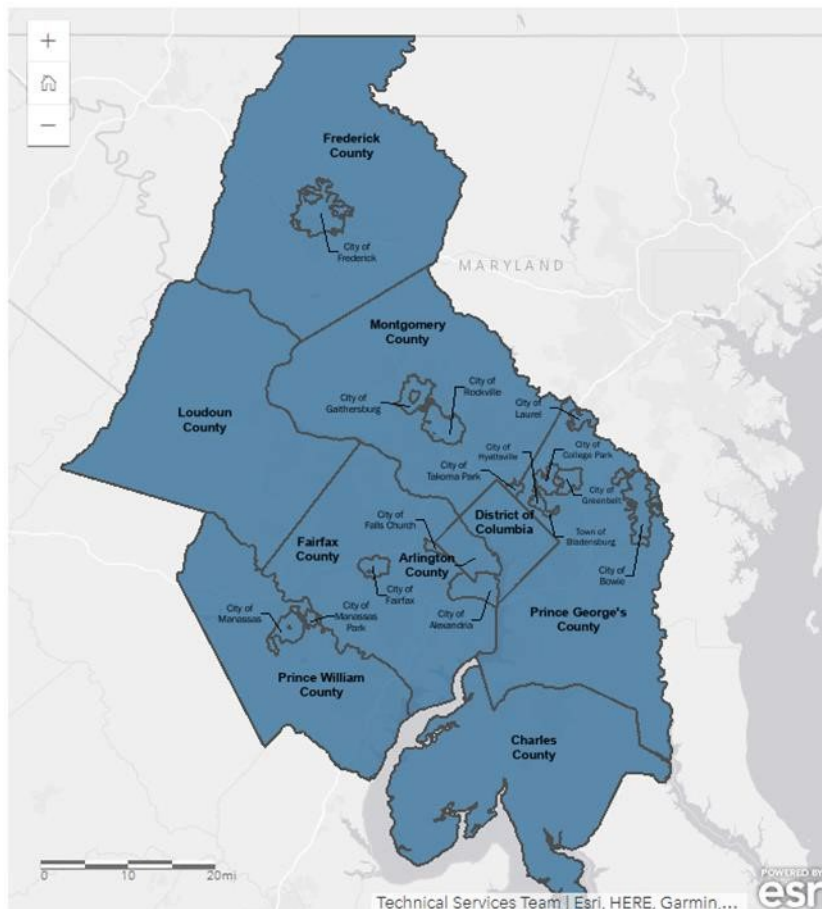 +
−
Frederick
County
City of
Frederick
MARYLAND
Montgomery
County
City of
Rockville
City of
Gaithersburg
Loudoun
County
City of
Laurel
City of
Hyattsville
City of
College Park
City of
Takoma Park
City of
Greenbelt
District of
Columbia
City of
Falls Church
Town of
Bladensburg
Fairfax
County
Arlington
County
City of
Bowie
City of
Fairfax
City of
Manassas
City of
Manassas
Park
City of
Alexandria
Prince George's
County
Prince William
County
Charles
County
0 10 20mi
POWERED BY
esri
Technical Services Team | Esri, HERE, Garmin,...